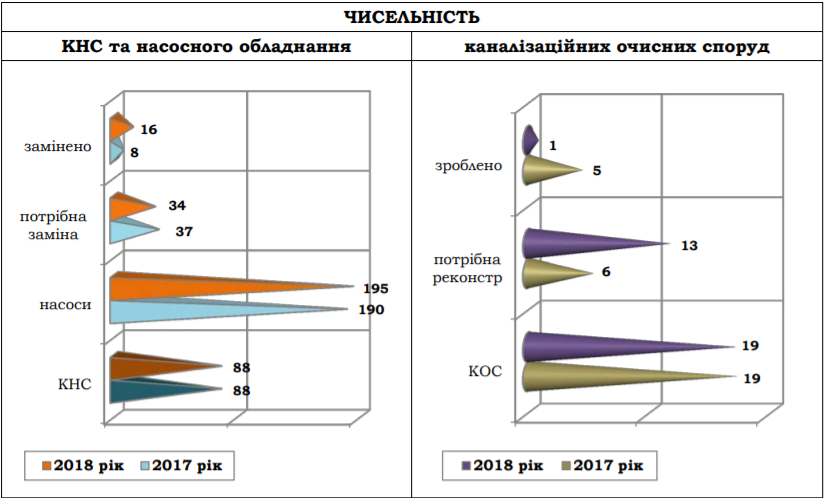 ЧИСЕЛЬНІСТЬ
КНС та насосного обладнання
каналізаційних очисних споруд
замінено
16
8
потрібна
заміна
34
37
насоси
195
190
КНС
88
88
2018 рік 2017 рік
зроблено
1
5
потрібна
реконстр
13
6
КОС
19
19
2018 рік 2017 рік